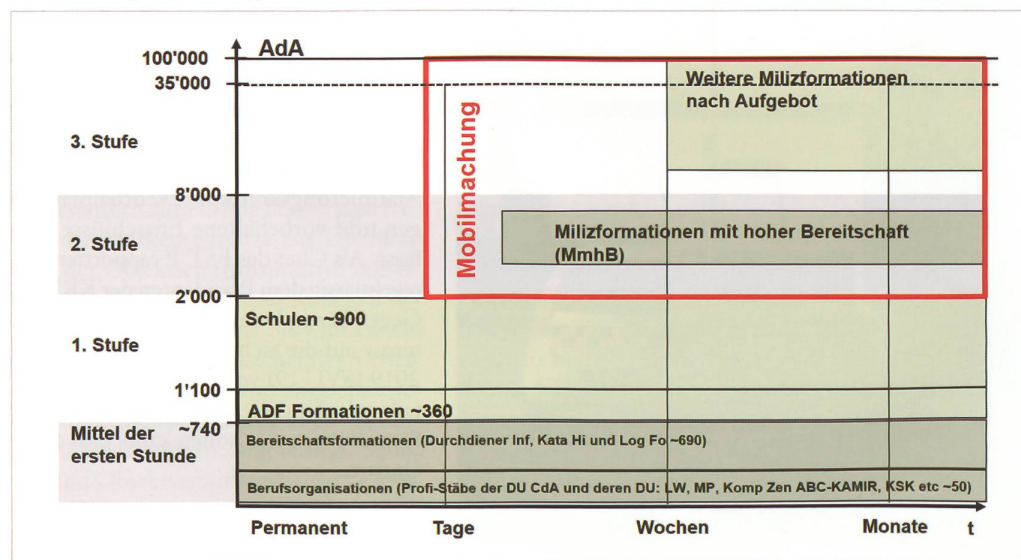 AdA
100'000
35'000
Weitere Milizformationen
nach Aufgebot
Mobilmachung
3. Stufe
8'000
2. Stufe
Milizformationen mit hoher Bereitschaft
(MmhB)
2'000
Schulen ~900
1. Stufe
1'100
ADF Formationen ~360
~740
Mittel der
ersten Stunde
Bereitschaftsformationen (Durchdiener Inf, Kata Hi und Log Fo ~690)
Berufsorganisationen (Profi-Stäbe der DU CdA und deren DU: LW, MP, Komp Zen ABC-KAMIR, KSK etc ~50)
Permanent
Tage
Wochen
Monate
t